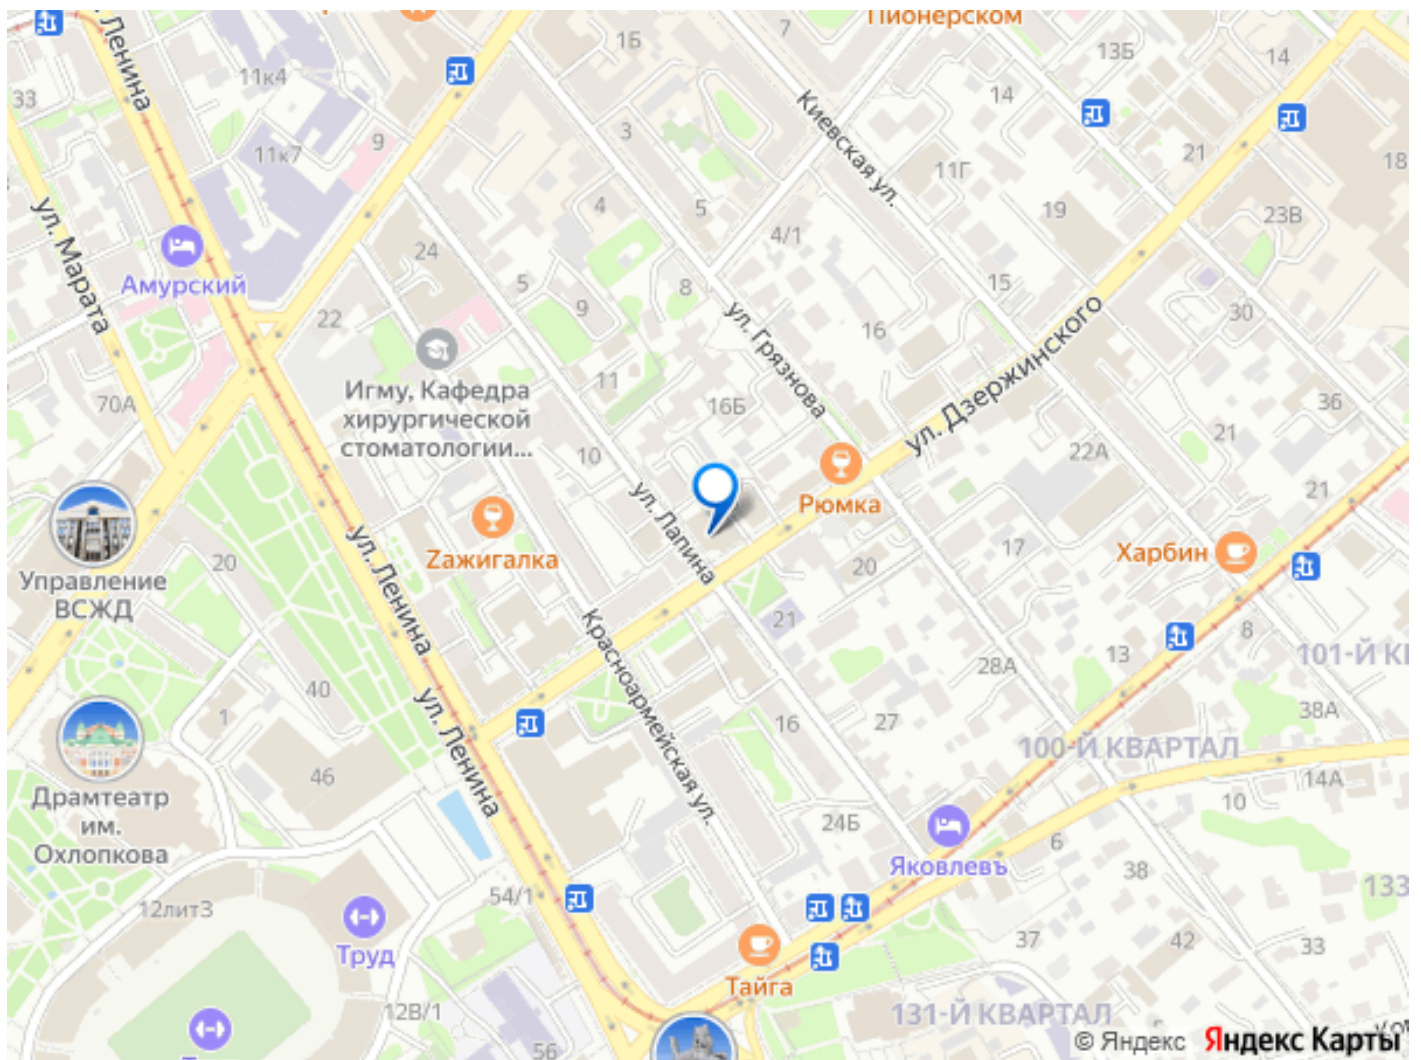 Пионерском
7
1Б
13Б
14
ул. Ленина
11к4
33
14
Киевская ул.
3
9
11к7
21
18
11Г
ул. Марата
4
5
19
23В
4/1
24
Амурский
5
15
8
9
22
ул. Грязнова
16
30
ул. Дзержинского
Игму, Кафедра
хирургической
стоматологии...
11
70А
16Б
36
21
22А
10
Рюмка
21
ул. Лапина
Zажигалка
ул. Ленина
17
Харбин
20
20
Управление
ВСЖД
21
Красноармейская ул.
8
13
101-Й КВ
28А
40
1
ул. Ленина
16
27
38А
100-Й КВАРТАЛ
46
14А
Драмтеатр
им.
Охлопкова
10
24Б
6
Яковлевъ
38
133
54/1
12лит3
Труд
37
42
33
Тайга
12В/1
131-Й КВАРТАЛ
56
© Яндекс Яндекс Карты